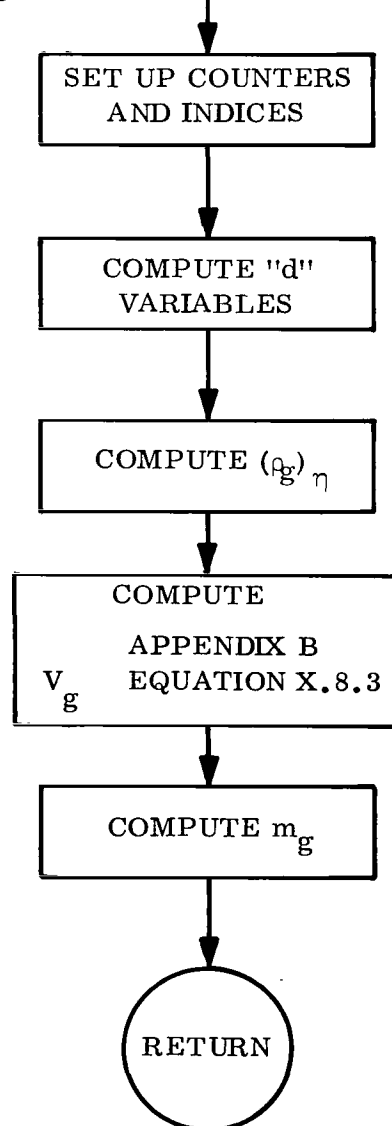 SET UP COUNTERS
AND INDICES
COMPUTE "d"
VARIABLES
COMPUTE (ρg)η
COMPUTE
APPENDIX B
Vg EQUATION X.8.3
COMPUTE mg
RETURN